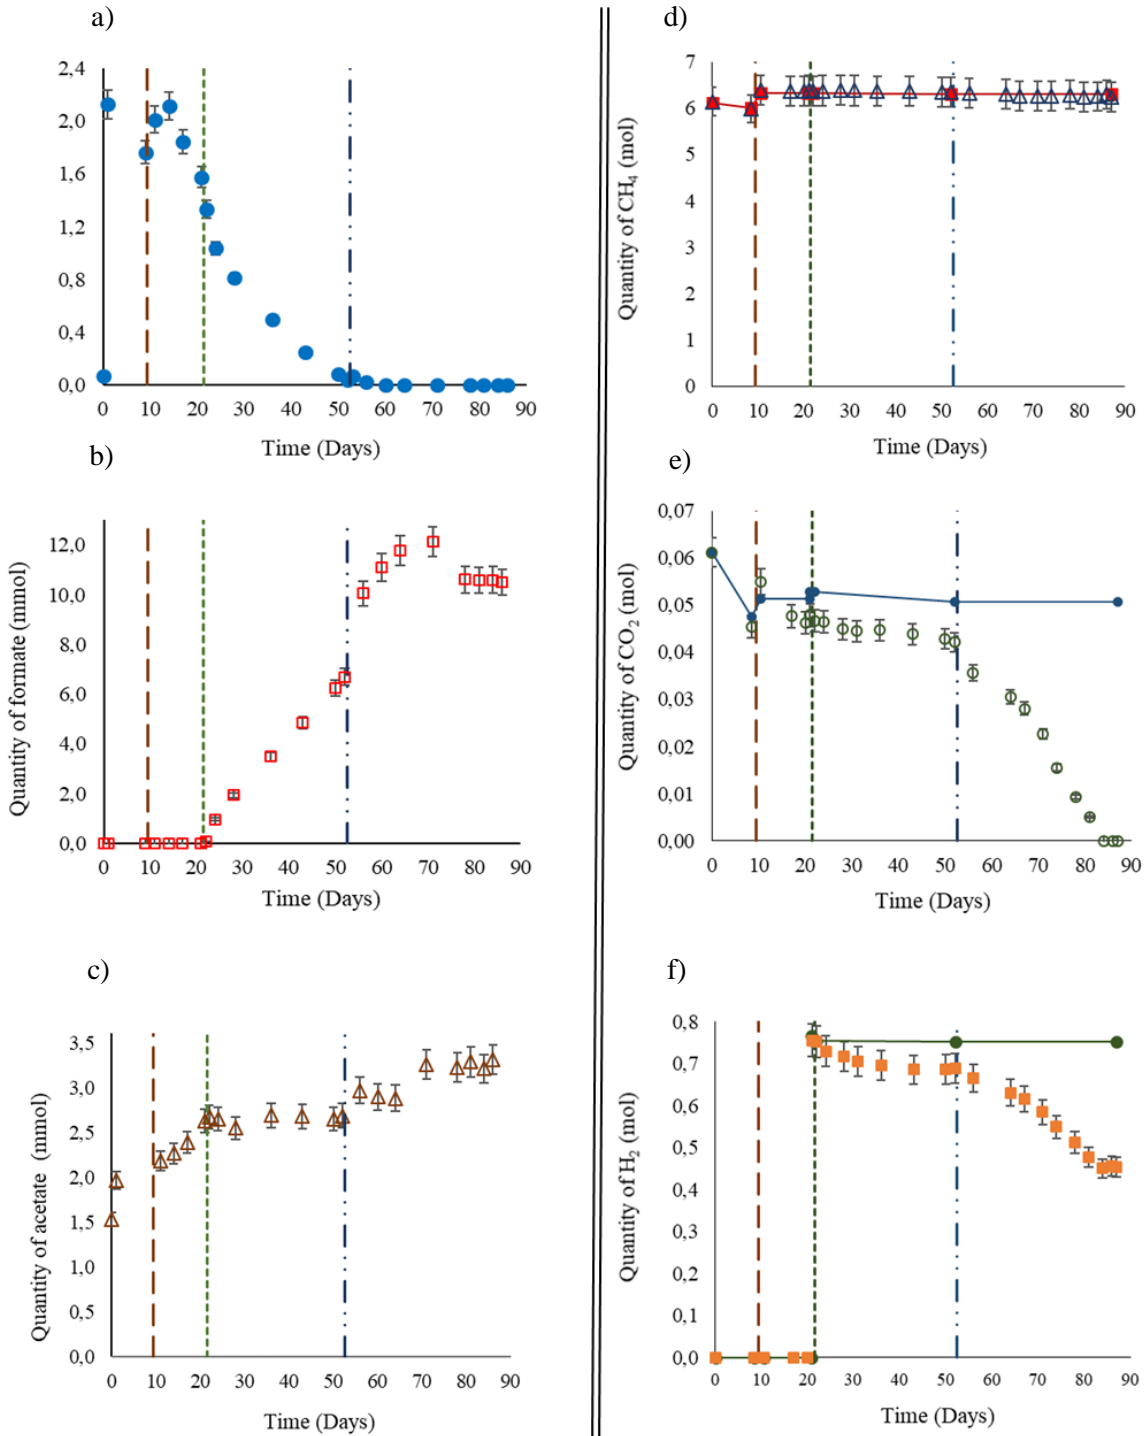 a)
2,4
2,0
1,6
1,2
0,8
0,4
0,0
0 10 20 30 40 50 60 70 80 90
Time (Days)
b)
Quantity of formate (mmol)
12,0
10,0
8,0
6,0
4,0
2,0
0,0
0 10 20 30 40 50 60 70 80 90
Time (Days)
c)
Quantity of acetate (mmol)
3,5
3,0
2,5
2,0
1,5
1,0
0,5
0,0
0 10 20 30 40 50 60 70 80 90
Time (Days)
d)
Quantity of CH₄ (mol)
7
6
5
4
3
2
1
0
0 10 20 30 40 50 60 70 80 90
Time (Days)
e)
Quantity of CO₂ (mol)
0,07
0,06
0,05
0,04
0,03
0,02
0,01
0,00
0 10 20 30 40 50 60 70 80 90
Time (Days)
f)
Quantity of H₂ (mol)
0,8
0,7
0,6
0,5
0,4
0,3
0,2
0,1
0,0
0 10 20 30 40 50 60 70 80 90
Time (Days)